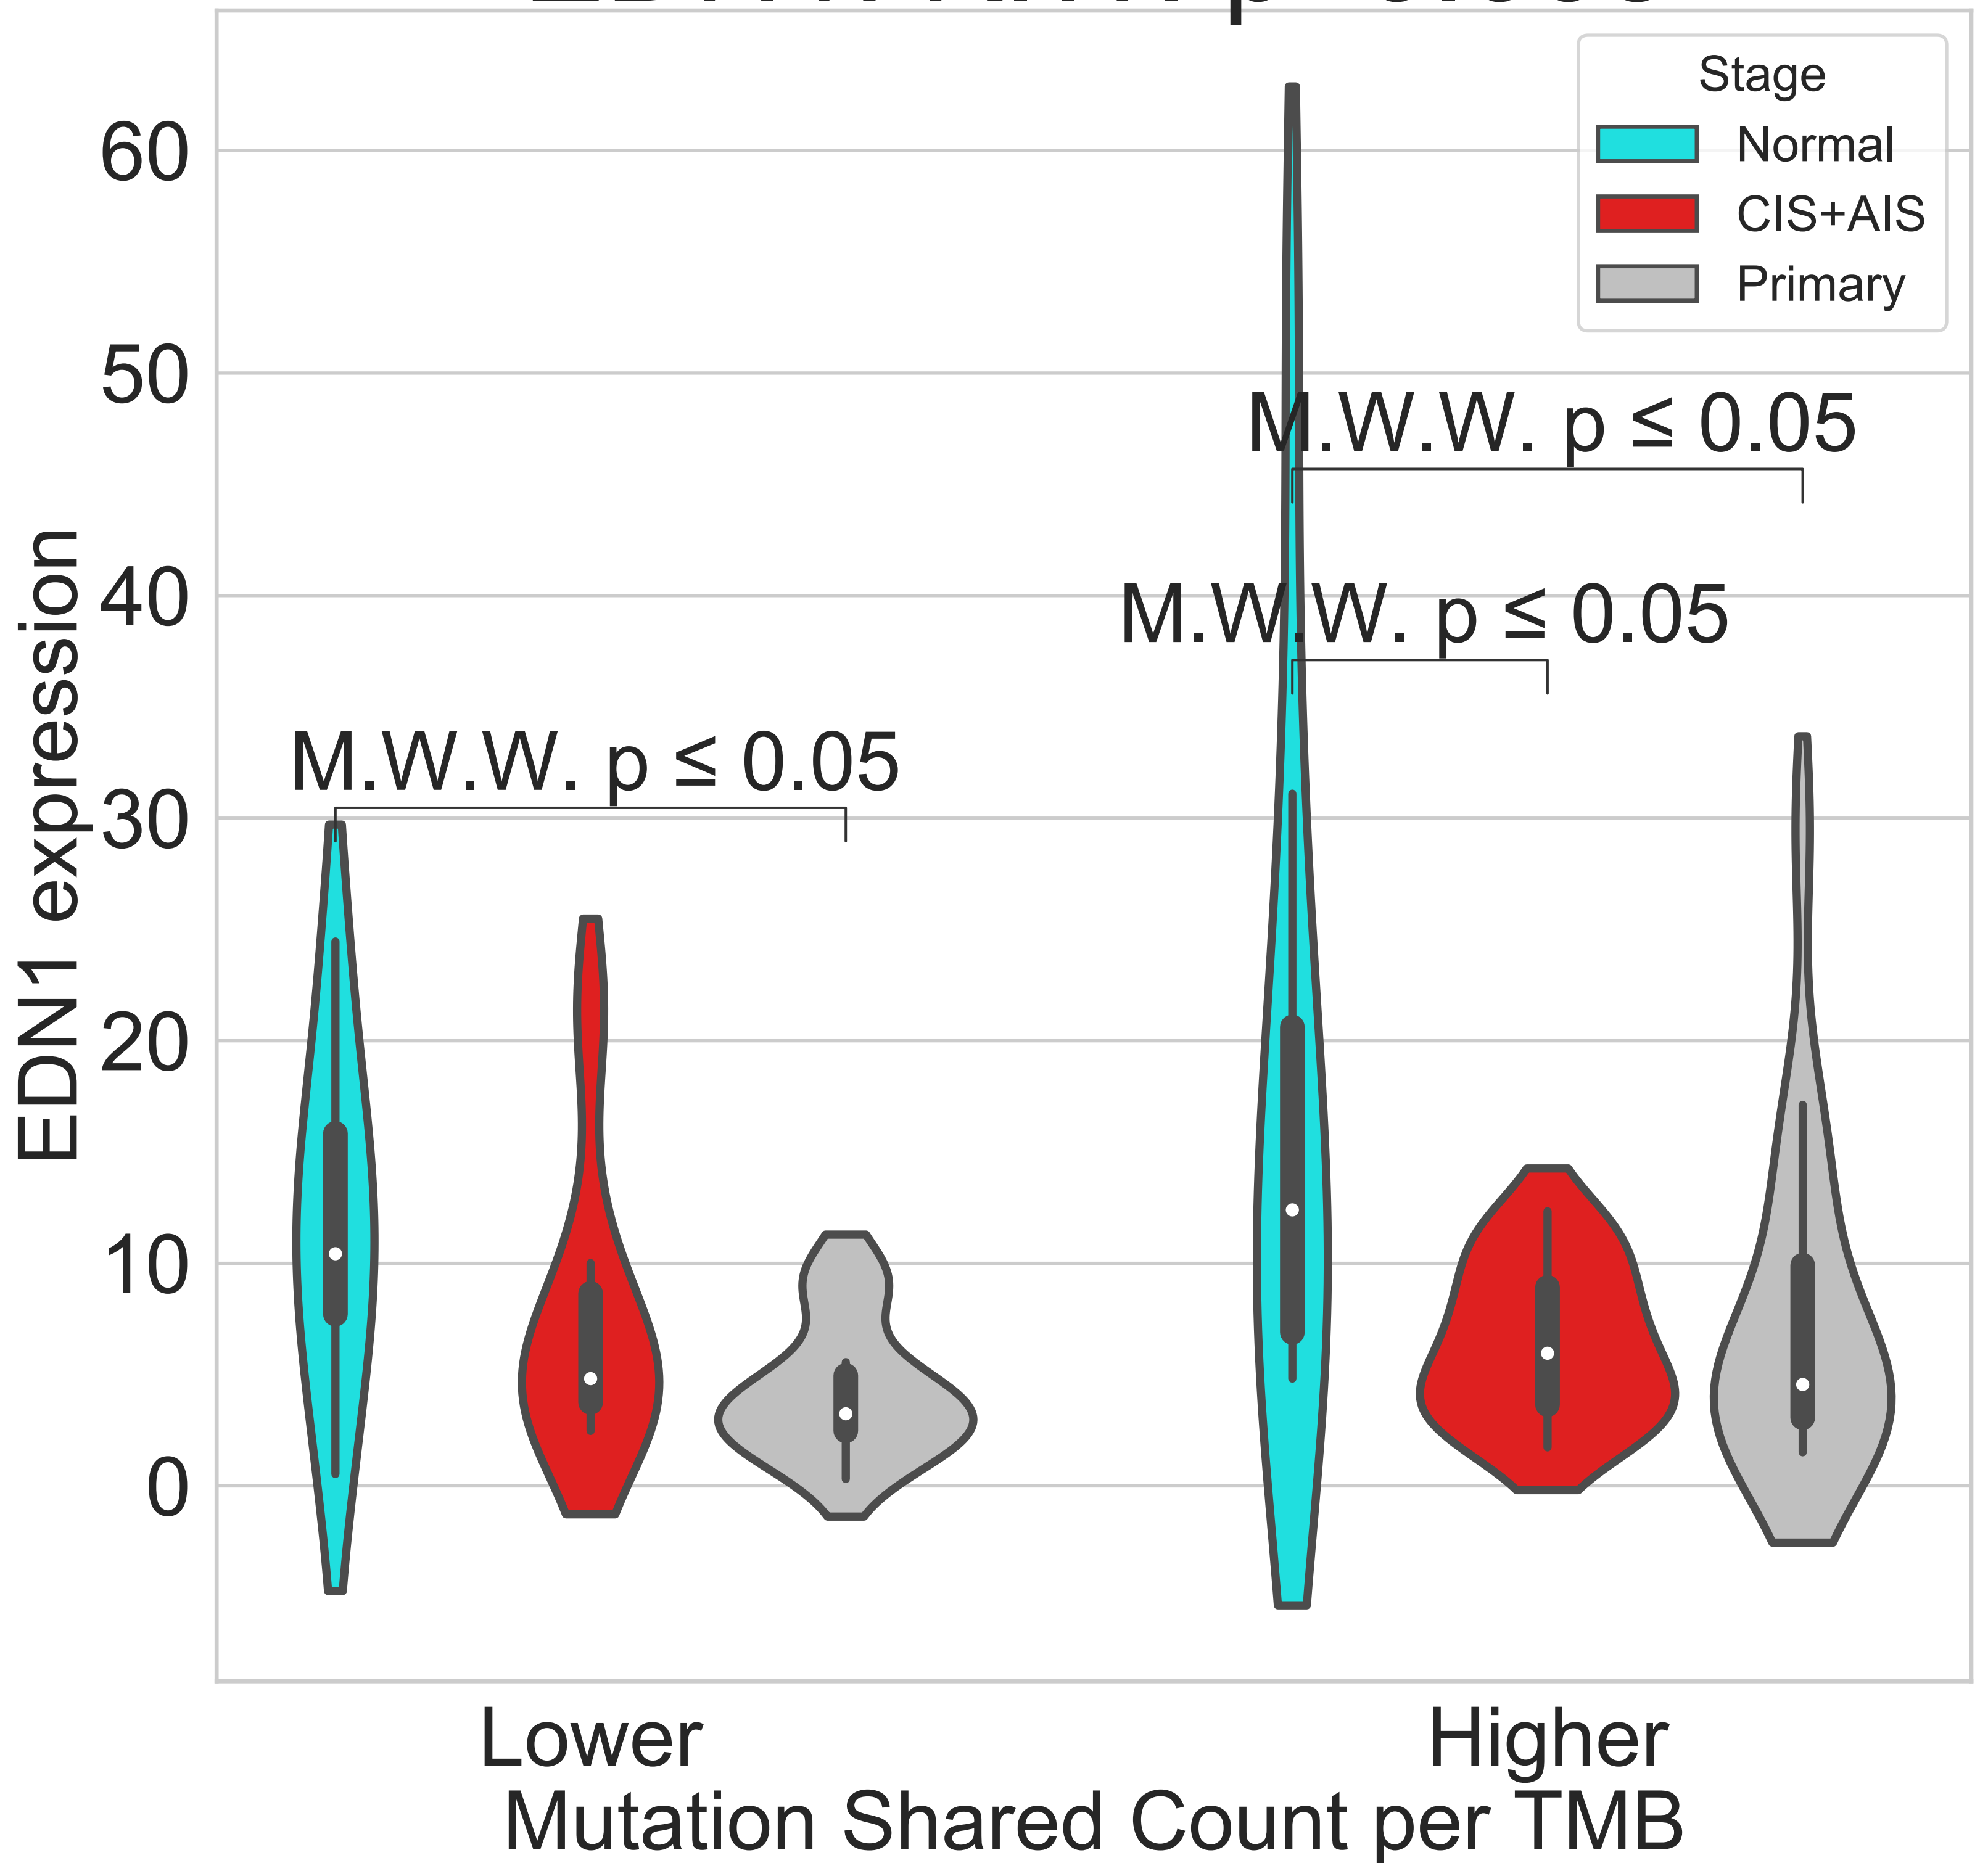 Stage
Normal
CIS+AIS
Primary
60
50
40
30
20
10
0
EDN1 expression
M.W.W. p ≤ 0.05
M.W.W. p ≤ 0.05
M.W.W. p ≤ 0.05
Lower
Higher
Mutation Shared Count per TMB